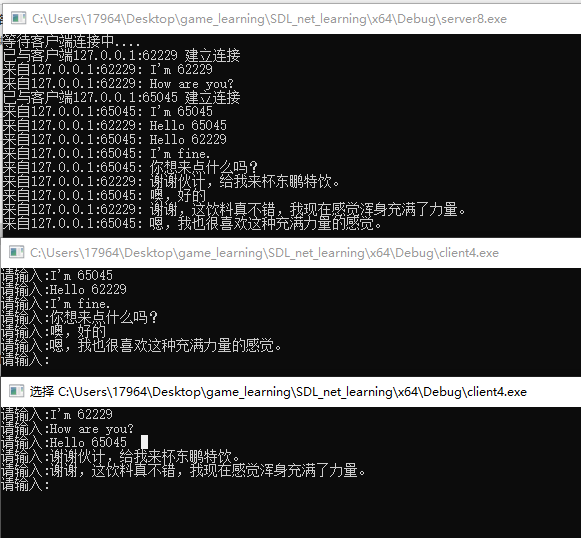 C:\Users\17964\Desktop\game_learning\SDL_net_learning\x64\Debug\server8.exe
等待客户端连接中....
已与客户端127.0.0.1:62229 建立连接
来自127.0.0.1:62229: I'm 62229
来自127.0.0.1:62229: How are you?
已与客户端127.0.0.1:65045 建立连接
来自127.0.0.1:65045: I'm 65045
来自127.0.0.1:62229: Hello 65045
来自127.0.0.1:65045: Hello 62229
来自127.0.0.1:65045: I'm fine.
来自127.0.0.1:65045: 你想来点什么吗？
来自127.0.0.1:62229: 谢谢伙计，给我来杯东鹏特饮。
来自127.0.0.1:65045: 噢，好的
来自127.0.0.1:62229: 谢谢，这饮料真不错，我现在感觉浑身充满了力量。
来自127.0.0.1:65045: 嗯，我也很喜欢这种充满力量的感觉。
C:\Users\17964\Desktop\game_learning\SDL_net_learning\x64\Debug\client4.exe
请输入:I'm 65045
请输入:Hello 62229
请输入:I'm fine.
请输入:你想来点什么吗？
请输入:噢，好的
请输入:嗯，我也很喜欢这种充满力量的感觉。
请输入:
选择 C:\Users\17964\Desktop\game_learning\SDL_net_learning\x64\Debug\client4.exe
请输入:I'm 62229
请输入:How are you?
请输入:Hello 65045
请输入:谢谢伙计，给我来杯东鹏特饮。
请输入:谢谢，这饮料真不错，我现在感觉浑身充满了力量。
请输入: